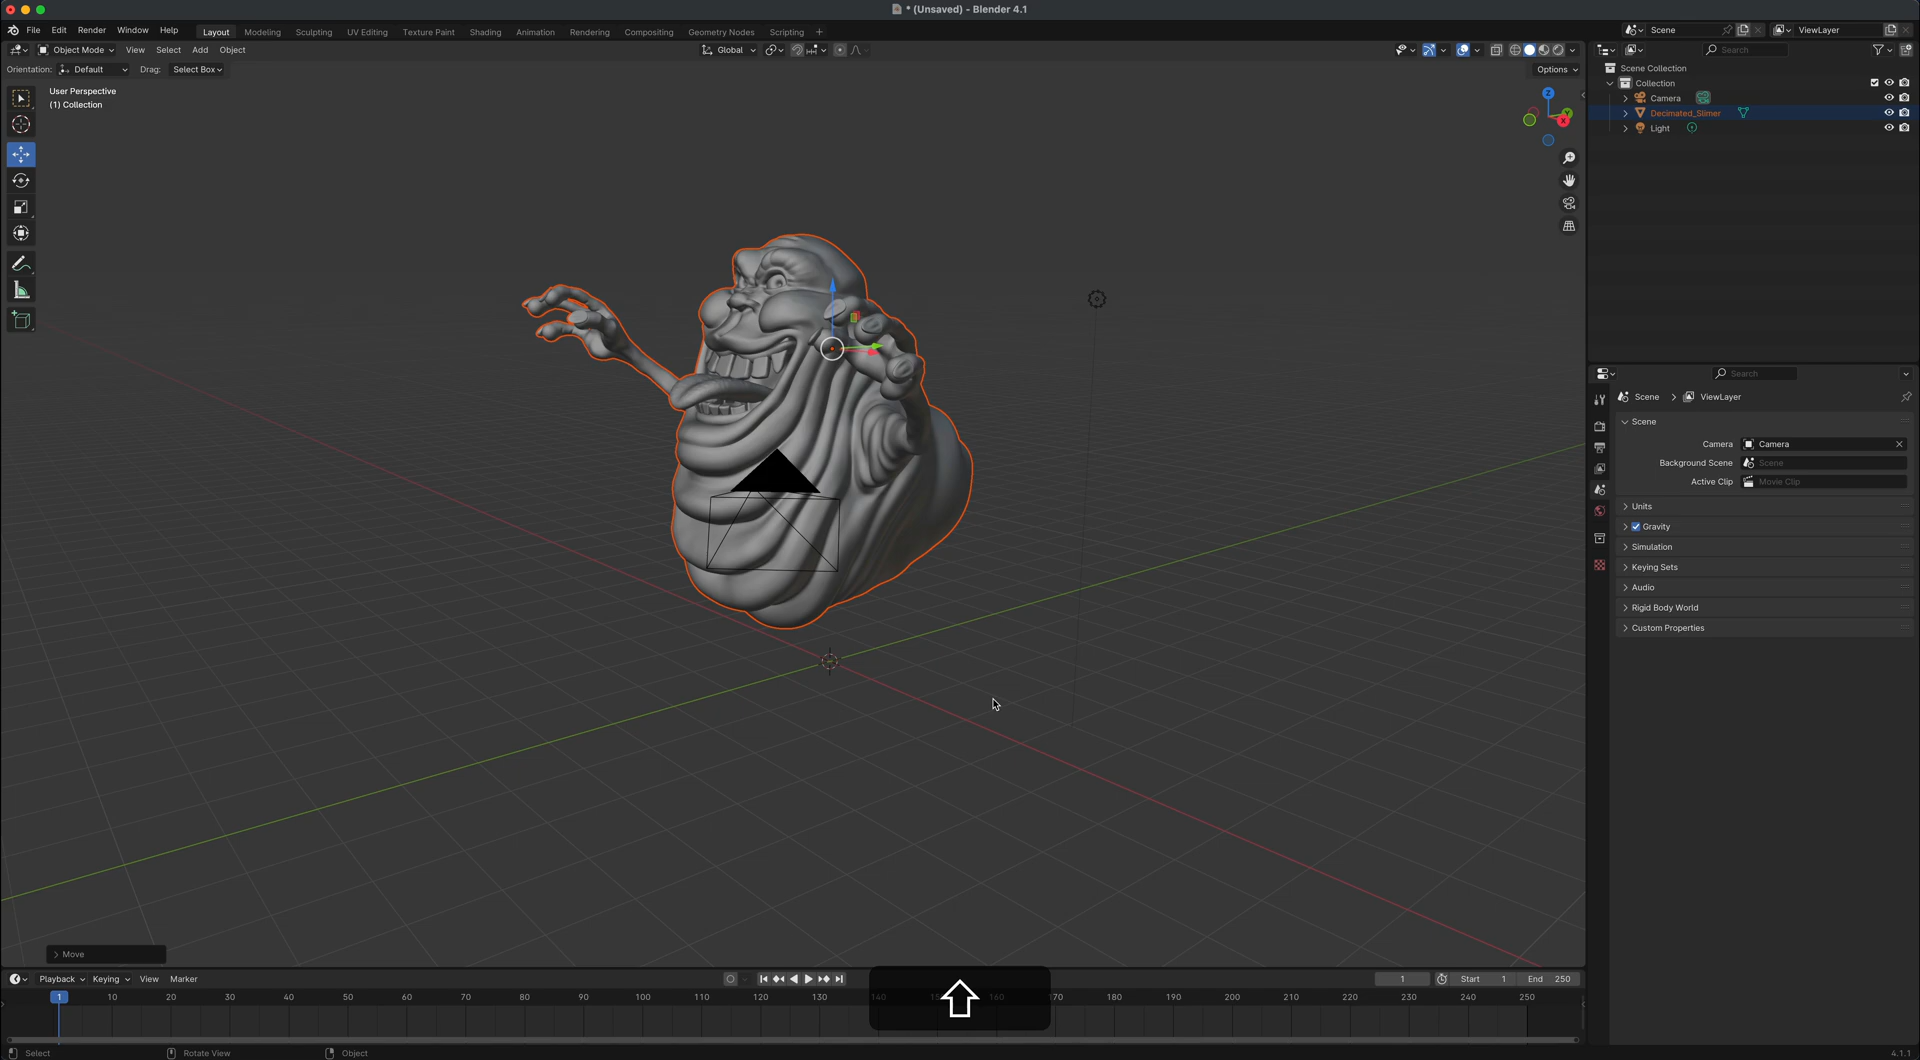 * (Unsaved) - Blender 4.1
File Edit Render Window Help Layout Modeling Sculpting UV Editing Texture Paint Shading Animation Rendering Compositing Geometry Nodes Scripting + Scene ViewLayer
Object Mode View Select Add Object Global Search
Orientation: Default Drag: Select Box Options
User Perspective
(1) Collection
Z
Y
X
Scene Collection
Collection
Camera
Decimated_Slimer
Light
Search
Scene > ViewLayer
Scene
Camera Camera
Background Scene Scene
Active Clip Movie Clip
Units
Gravity
Simulation
Keying Sets
Audio
Rigid Body World
Custom Properties
Move
Playback Keying View Marker 1 Start 1 End 250
1 10 20 30 40 50 60 70 80 90 100 110 120 130 140 160 170 180 190 200 210 220 230 240 250
Select Rotate View Object 4.1.1